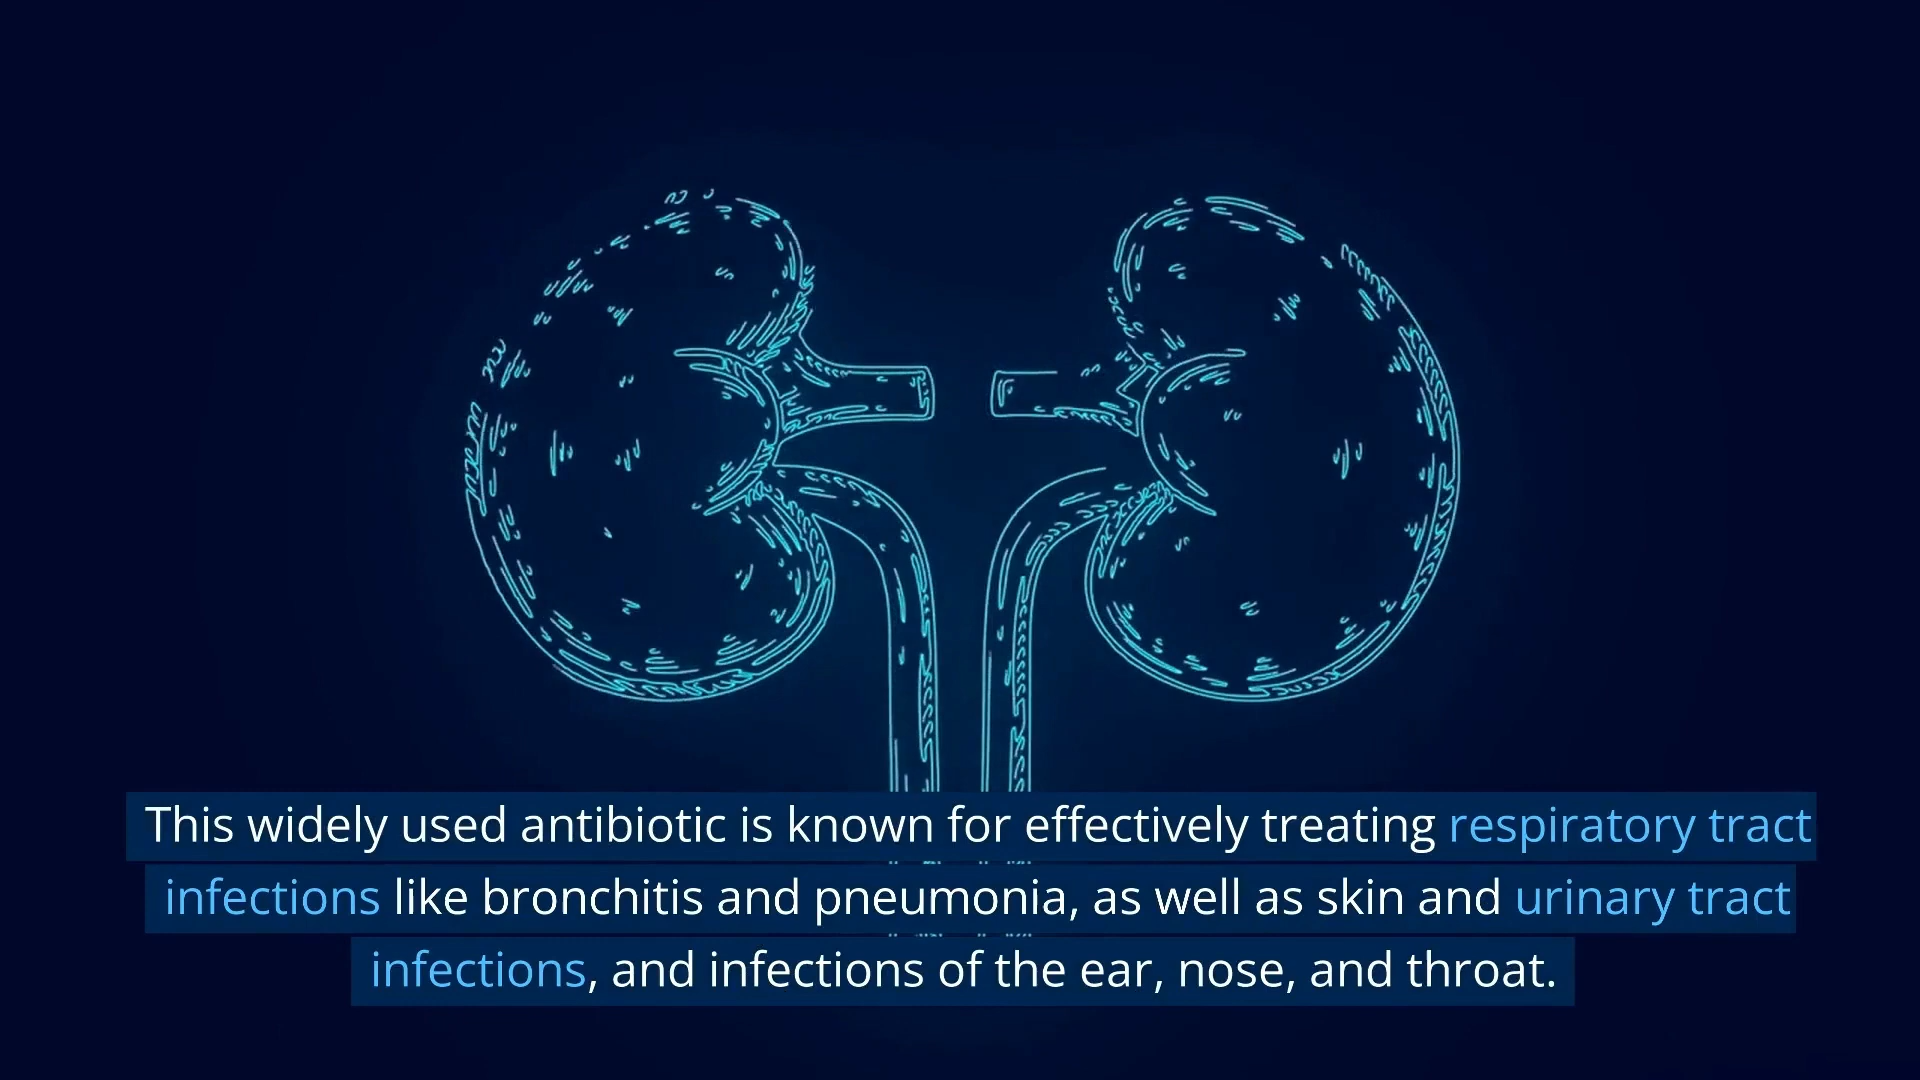 This widely used antibiotic is known for effectively treating respiratory tract
infections like bronchitis and pneumonia, as well as skin and urinary tract
infections, and infections of the ear, nose, and throat.